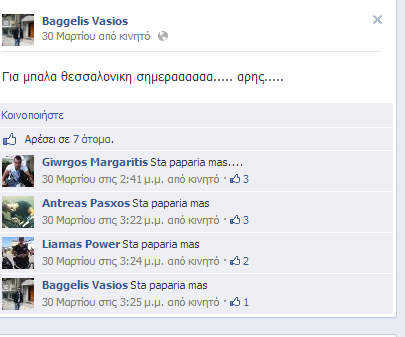 Baggelis Vasios
30 Μαρτίου από κινητό
Για μπαλα θεσσαλονικη σημεραααααα..... αρης.....
Κοινοποιήστε
Αρέσει σε 7 άτομα.
Giwrgos Margaritis Sta paparia mas....
30 Μαρτίου στις 2:41 μ.μ. από κινητό · 3
Antreas Pasxos Sta paparia mas
30 Μαρτίου στις 3:22 μ.μ. από κινητό · 3
Liamas Power Sta paparia mas
30 Μαρτίου στις 3:24 μ.μ. από κινητό · 2
Baggelis Vasios Sta paparia mas
30 Μαρτίου στις 3:25 μ.μ. από κινητό · 1